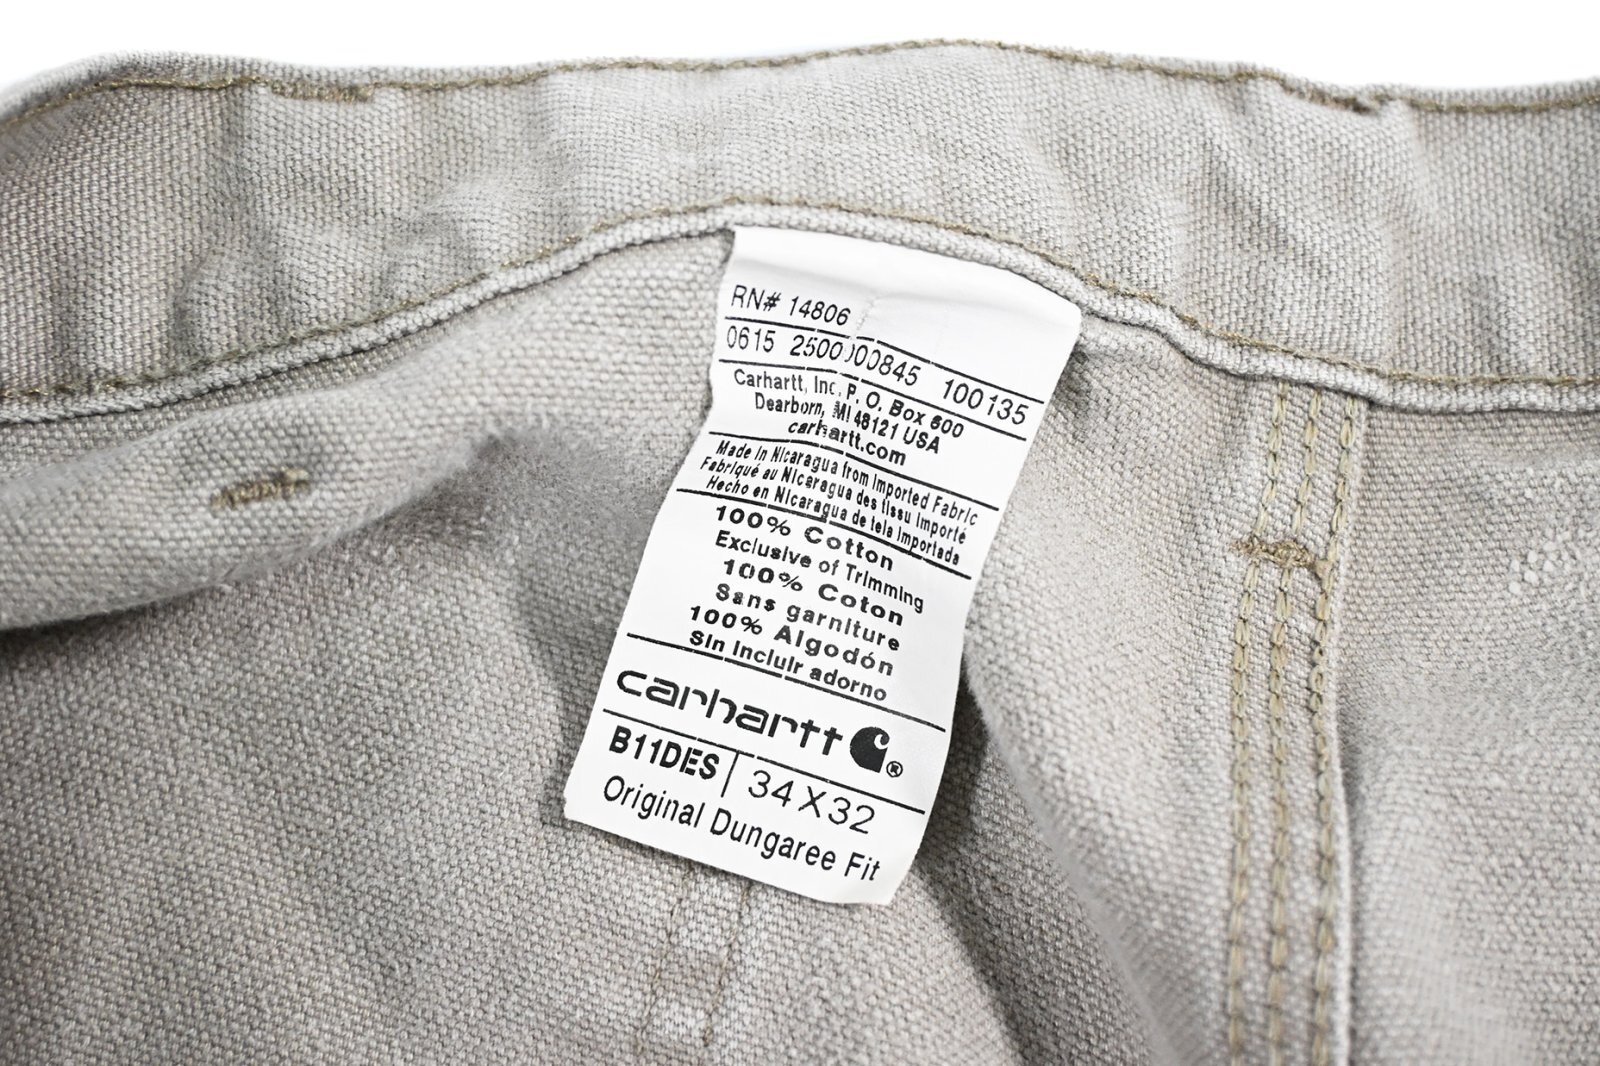 RN# 14806
0615 2500000845 100135
Carhartt, Inc. P. O. Box 600
Dearborn, MI 48121 USA
carhartt.com
Made in Nicaragua from Imported Fabric
Fabriqué au Nicaragua des tissu importé
Hecho en Nicaragua de tela importada
100% Cotton
Exclusive of Trimming
100% Coton
Sans garniture
100% Algodón
Sin incluir adorno
carhartt ®
B11DES | 34 X 32
Original Dungaree Fit